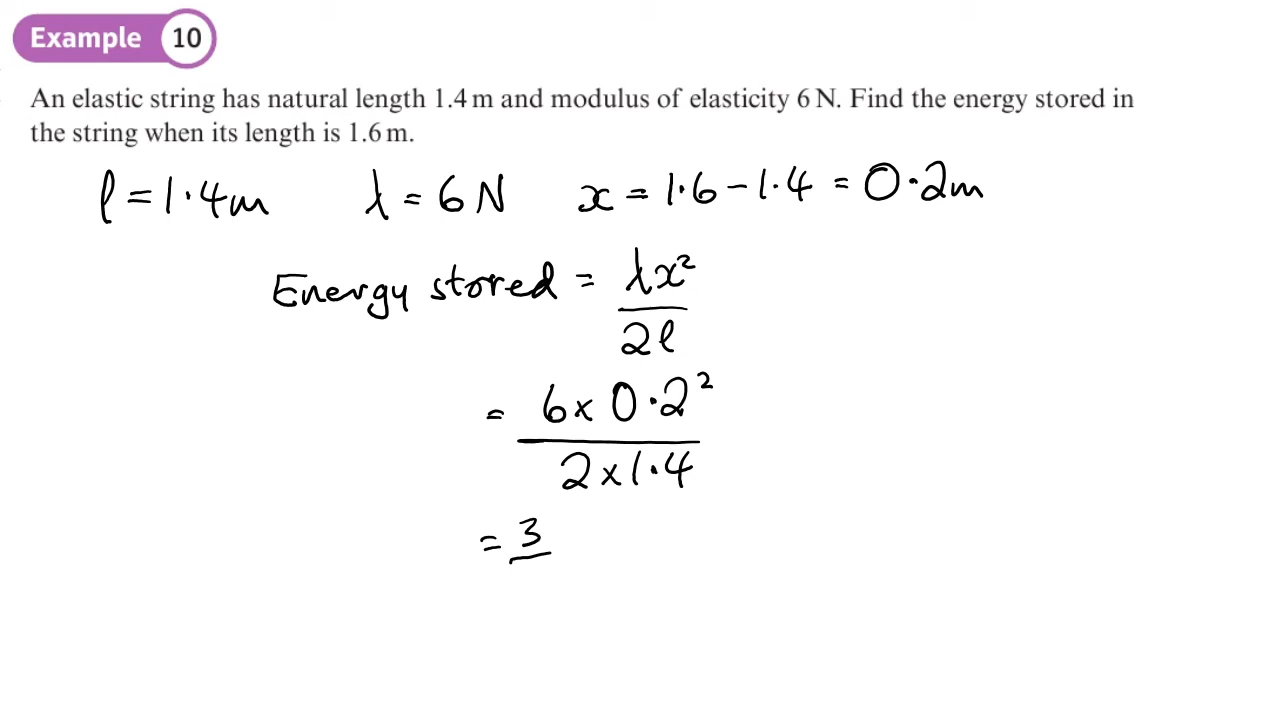 Example 10
An elastic string has natural length 1.4 m and modulus of elasticity 6 N. Find the energy stored in
the string when its length is 1.6 m.
l = 1.4m λ = 6N x = 1.6 - 1.4 = 0.2m
Energy stored = λx²
2l
= 6 x 0.2²
2 x 1.4
= 3